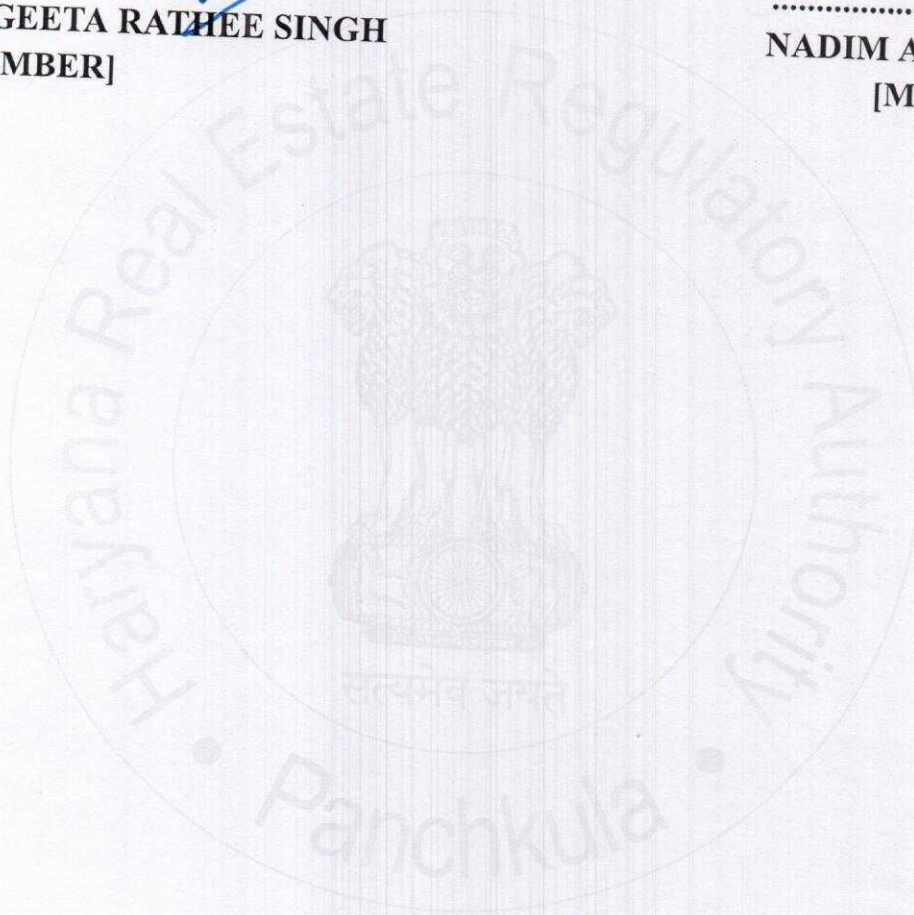 GEETA RATHEE SINGH
MBER]
....................
NADIM A
[M
Haryana Real Estate Regulatory Authority
सत्यमेव जयते
• Panchkula •